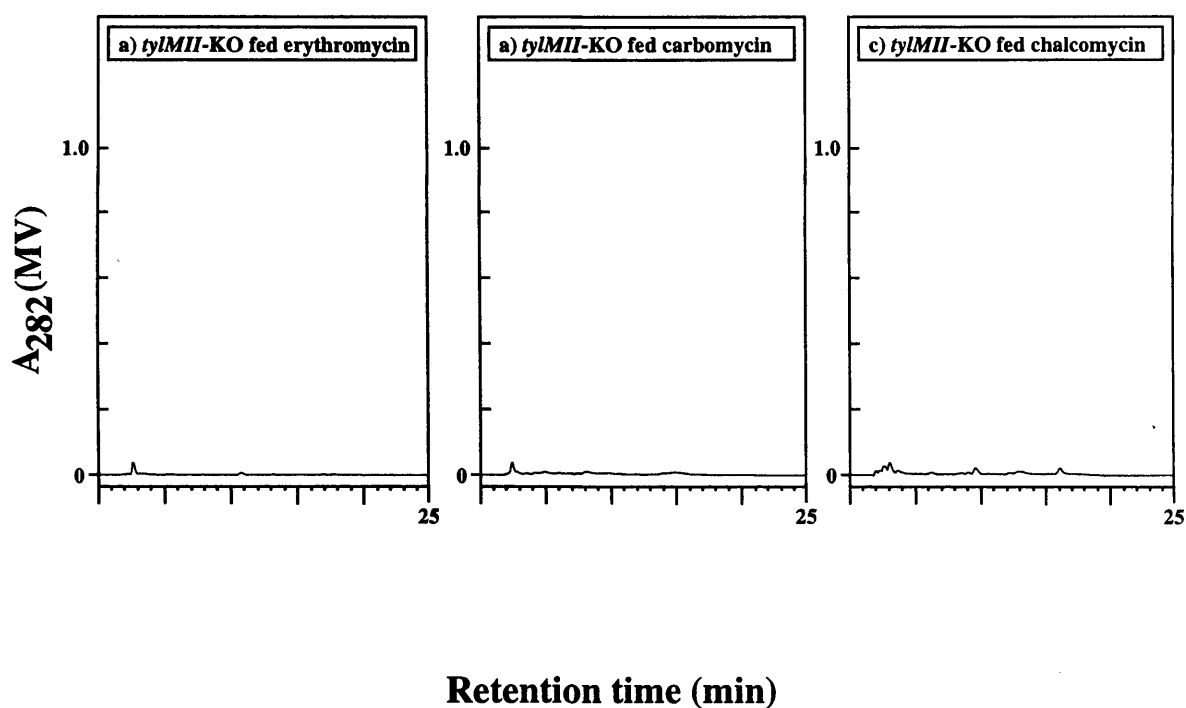 a) tylMII-KO fed erythromycin
a) tylMII-KO fed carbomycin
c) tylMII-KO fed chalcomycin
1.0
1.0
1.0
A282 (MV)
0
0
0
25
25
25
Retention time (min)